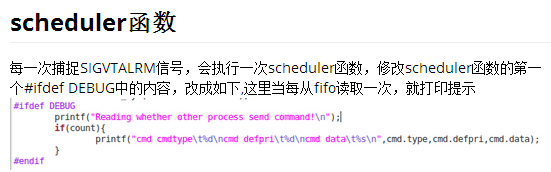 scheduler函数
每一次捕捉SIGVTALRM信号，会执行一次scheduler函数，修改scheduler函数的第一
个#ifdef DEBUG中的内容，改成如下,这里当每从fifo读取一次，就打印提示
#ifdef DEBUG
printf("Reading whether other process send command!\n");
if(count){
printf("cmd cmdtype\t%d\ncmd defpri\t%d\ncmd data\t%s\n",cmd.type,cmd.defpri,cmd.data);
}
#endif